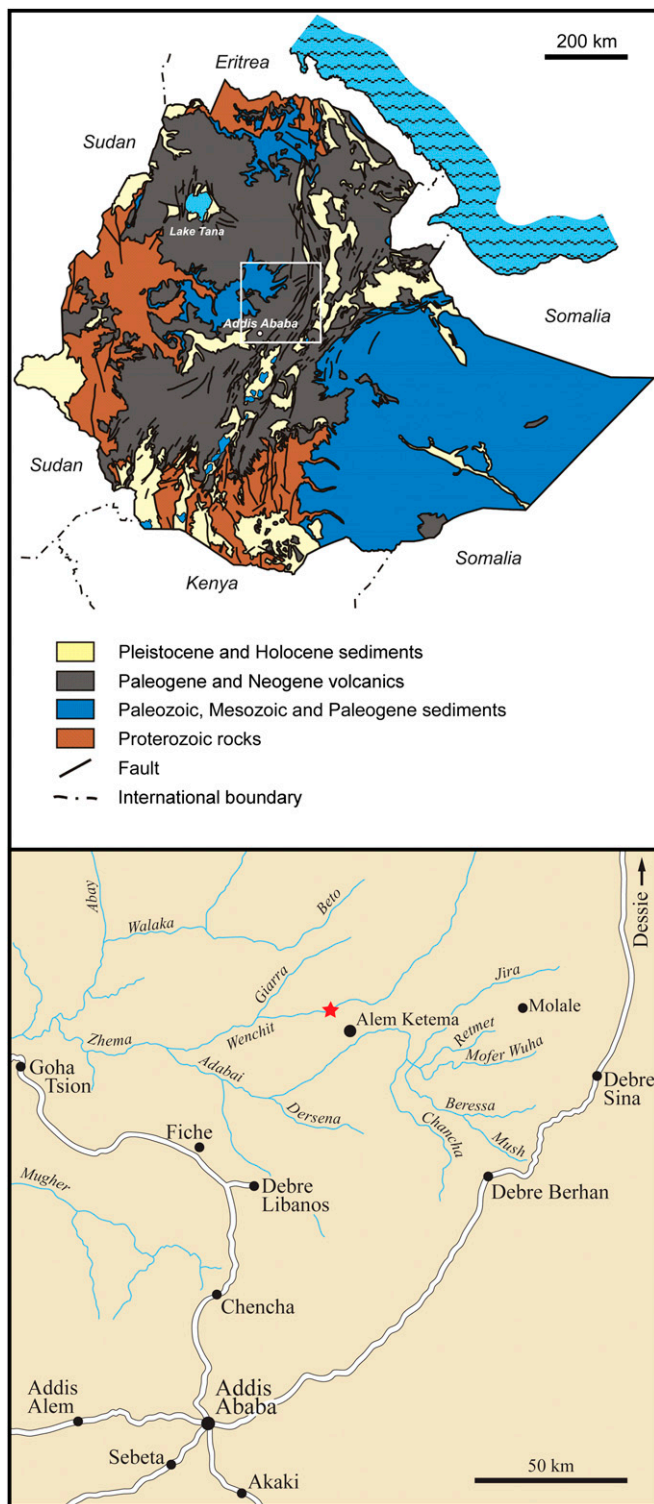 200 km
Eritrea
Sudan
Lake Tana
Addis Ababa
Somalia
Sudan
Kenya
Somalia
Pleistocene and Holocene sediments
Paleogene and Neogene volcanics
Paleozoic, Mesozoic and Paleogene sediments
Proterozoic rocks
Fault
International boundary
Dessie
Abay
Walaka
Beto
Giarra
Jira
Molale
Wenchit
Alem Ketema
Retmet
Zhema
Mofer Wuha
Goha
Tsion
Adabai
Debre
Sina
Dersena
Beressa
Chancha
Mush
Fiche
Mugher
Debre
Libanos
Debre Berhan
Chencha
Addis
Alem
Addis
Ababa
Sebeta
Akaki
50 km